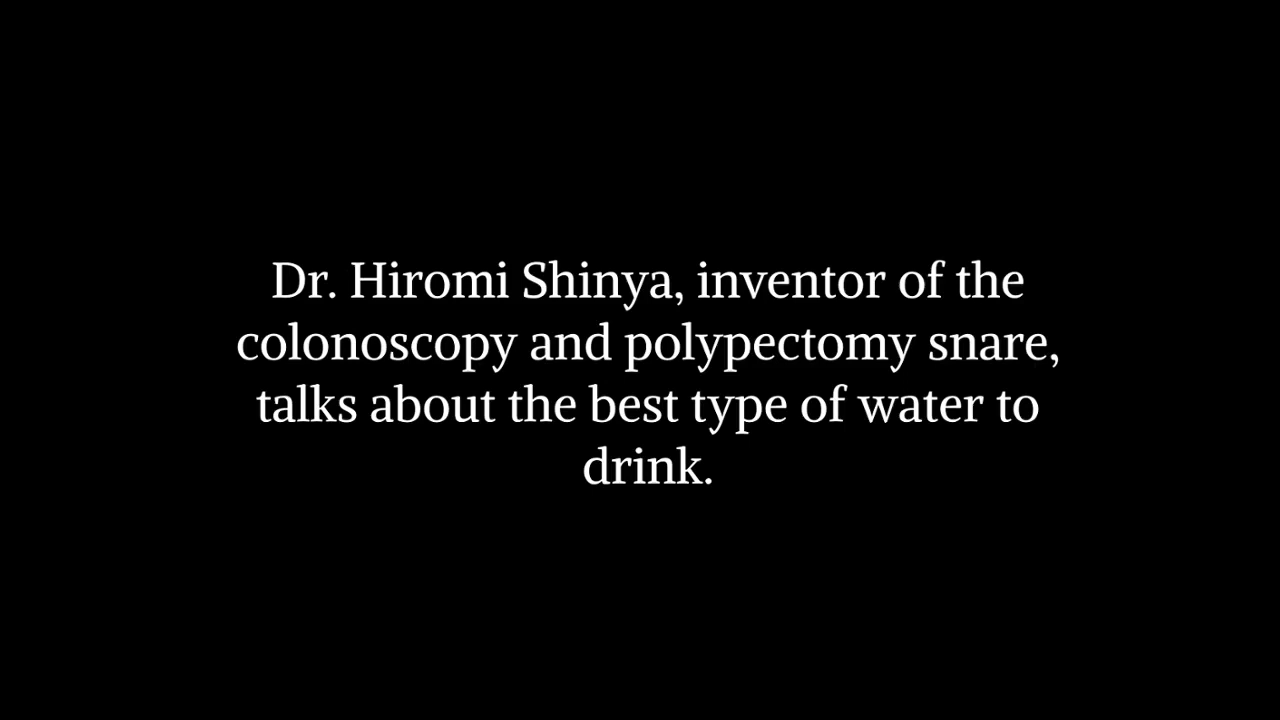 Dr. Hiromi Shinya, inventor of the
colonoscopy and polypectomy snare,
talks about the best type of water to
drink.